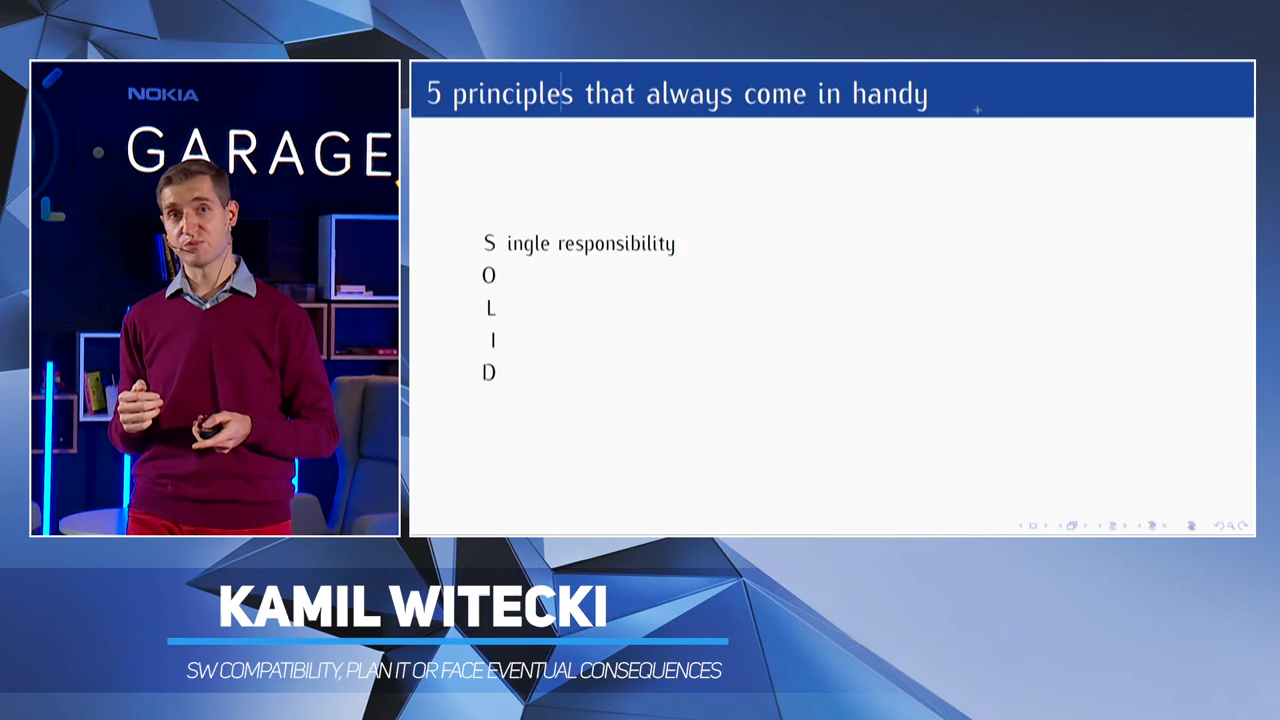 NOKIA
GARAGE
5 principles that always come in handy
S ingle responsibility
O
L
I
D
KAMIL WITECKI
SW COMPATIBILITY, PLAN IT OR FACE EVENTUAL CONSEQUENCES